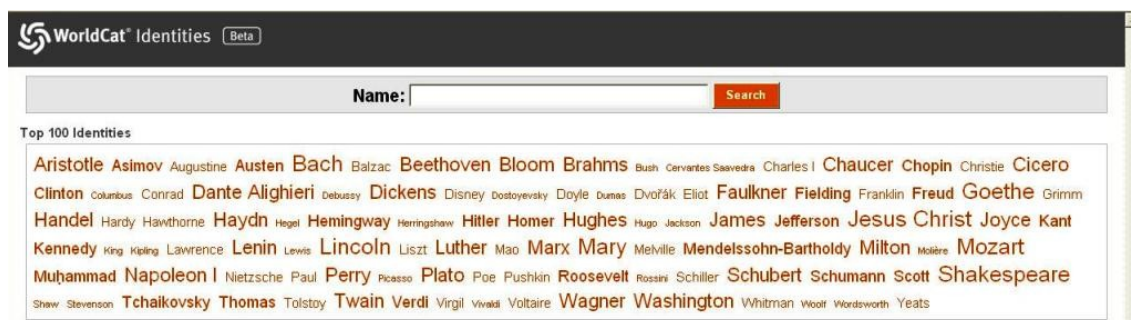 WorldCat® Identities Beta
Name: Search
Top 100 Identities
Aristotle Asimov Augustine Austen Bach Balzac Beethoven Bloom Brahms Bush Cervantes Saavedra Charles I Chaucer Chopin Christie Cicero
Clinton Columbus Conrad Dante Alighieri Debussy Dickens Disney Dostoyevsky Doyle Dumas Dvořák Eliot Faulkner Fielding Franklin Freud Goethe Grimm
Handel Hardy Hawthorne Haydn Hegel Hemingway Herringshaw Hitler Homer Hughes Hugo Jackson James Jefferson Jesus Christ Joyce Kant
Kennedy King Kipling Lawrence Lenin Lewis Lincoln Liszt Luther Mao Marx Mary Melville Mendelssohn-Bartholdy Milton Molière Mozart
Muḥammad Napoleon I Nietzsche Paul Perry Picasso Plato Poe Pushkin Roosevelt Rossini Schiller Schubert Schumann Scott Shakespeare
Shaw Stevenson Tchaikovsky Thomas Tolstoy Twain Verdi Virgil Vivaldi Voltaire Wagner Washington Whitman Woolf Wordsworth Yeats